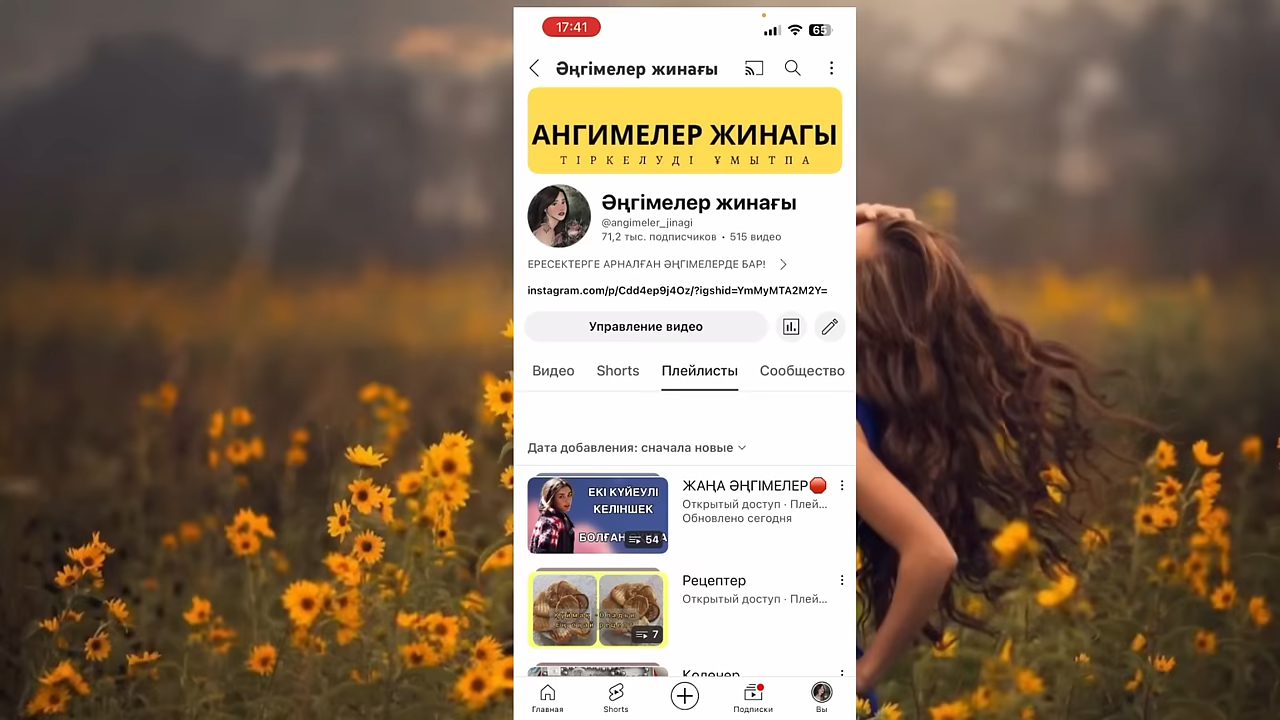 17:41
65
Әңгімелер жинағы
АНГИМЕЛЕР ЖИНАГЫ
ТІРКЕЛУДІ ҰМЫТПА
Әңгімелер жинағы
@angimeler_jinagi
71,2 тыс. подписчиков • 515 видео
ЕРЕСЕКТЕРГЕ АРНАЛҒАН ӘҢГІМЕЛЕРДЕ БАР!
instagram.com/p/Cdd4ep9j4Oz/?igshid=YmMyMTA2M2Y=
Управление видео
Видео Shorts Плейлисты Сообщество
Дата добавления: сначала новые
ЕКІ КҮЙЕУЛІ
КЕЛІНШЕК
54
ЖАҢА ӘҢГІМЕЛЕР
Открытый доступ · Плей...
Обновлено сегодня
7
Рецептер
Открытый доступ · Плей...
Главная Shorts Подписки Вы